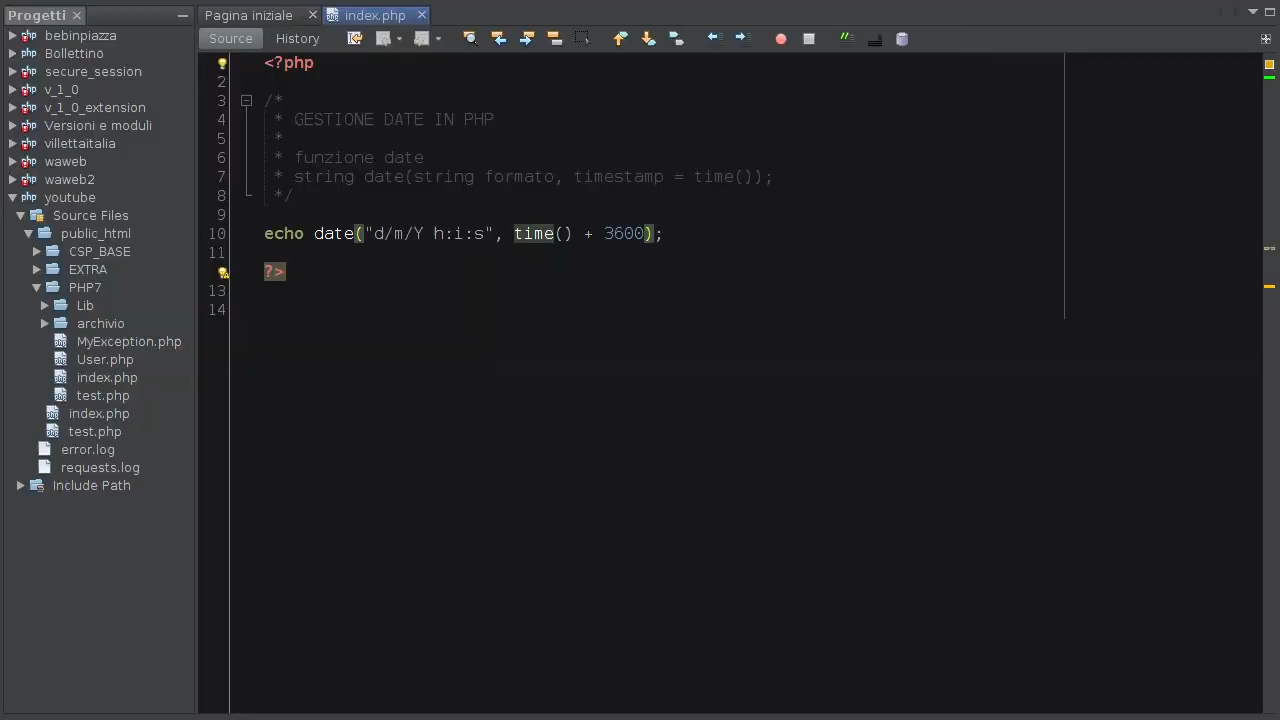 Progetti
Pagina iniziale
index.php
Source
History
bebinpiazza
Bollettino
secure_session
v_1_0
v_1_0_extension
Versioni e moduli
villettaitalia
waweb
waweb2
youtube
Source Files
public_html
CSP_BASE
EXTRA
PHP7
Lib
archivio
MyException.php
User.php
index.php
test.php
index.php
test.php
error.log
requests.log
Include Path
<?php
2
3 /*
4 * GESTIONE DATE IN PHP
5 *
6 * funzione date
7 * string date(string formato, timestamp = time());
8 */
9
10 echo date("d/m/Y h:i:s", time() + 3600);
11
?>
13
14